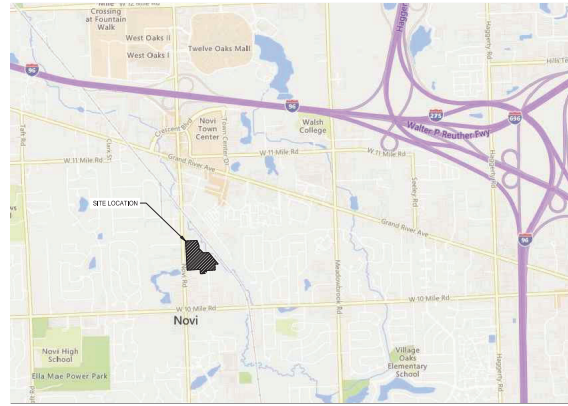 Crossing
at Fountain
Walk
West Oaks II
West Oaks I
Twelve Oaks Mall
Haggerty Rd
96
Taft Rd
Clark St
Crescent Blvd
Novi
Town
Center
Town Center Dr
96
Walsh
College
275
696
Walter P Reuther Fwy
W 11 Mile Rd
Grand River Ave
W 11 Mile Rd
Seeley Rd
Haggerty Rd
SITE LOCATION
Grand River Ave
96
Novi Rd
Meadowbrook Rd
W 10 Mile Rd
W 10 Mile Rd
Novi
Novi High
School
Ella Mae Power Park
Village
Oaks
Elementary
School
Haggerty Rd